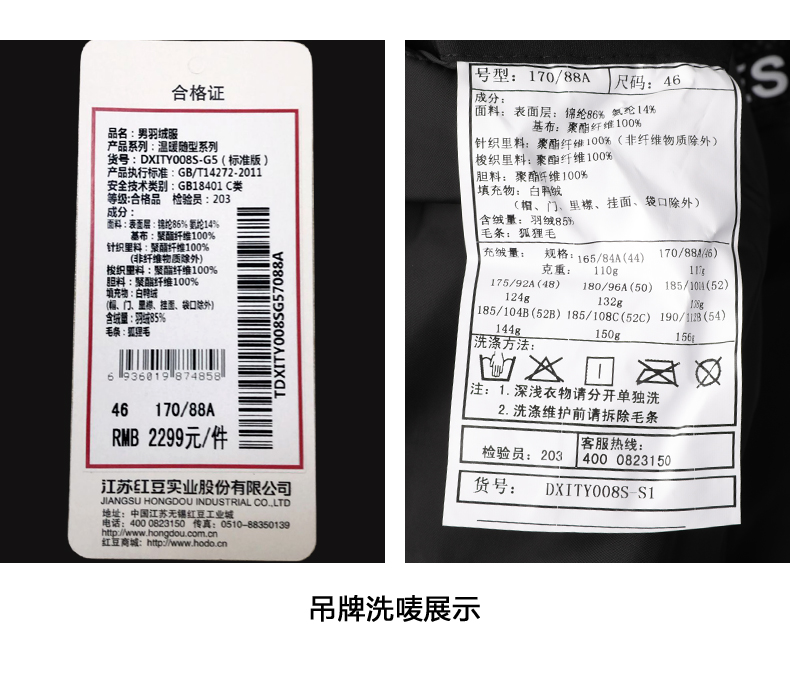 合格证
品名：男羽绒服
产品系列：温暖随型系列
货号：DXITY008S-G5（标准版）
产品执行标准：GB/T14272-2011
安全技术类别：GB18401 C类
等级:合格品 检验员：203
成分：
面料：表面层：锦纶86% 氨纶14%
基布：聚酯纤维100%
针织里料：聚酯纤维100%
(非纤维物质除外)
梭织里料：聚酯纤维100%
胆料：聚酯纤维100%
填充物：白鸭绒
(帽、门、里襟、挂面、袋口除外)
含绒量：羽绒85%
毛条：狐狸毛
6 936019 874858
TDXITY008SG57088A
46 170/88A
RMB 2299元/件
江苏红豆实业股份有限公司
JIANGSU HONGDOU INDUSTRIAL CO.,LTD
地址：中国江苏无锡红豆工业城
电话：400 0823150 传真：0510-88350139
http://www.hongdou.com.cn
红豆商城：http://www.hodo.cn
号型：170/88A 尺码：46
成分：
面料：表面层：锦纶86% 氨纶14%
基布：聚酯纤维100%
针织里料：聚酯纤维100%（非纤维物质除外）
梭织里料：聚酯纤维100%
胆料：聚酯纤维100%
填充物：白鸭绒
（帽、门、里襟、挂面、袋口除外）
含绒量：羽绒85%
毛条：狐狸毛
充绒量： 规格：165/84A(44) 170/88A(46)
克重： 110g 117g
175/92A(48) 180/96A(50) 185/101A(52)
124g 132g
185/104B(52B) 185/108C(52C) 190/112B(54)
144g 150g 156g
洗涤方法：
注：1.深浅衣物请分开单独洗
2.洗涤维护前请拆除毛条
检验员：203
客服热线：
400 0823150
货号： DXITY008S-S1
S
吊牌洗唛展示